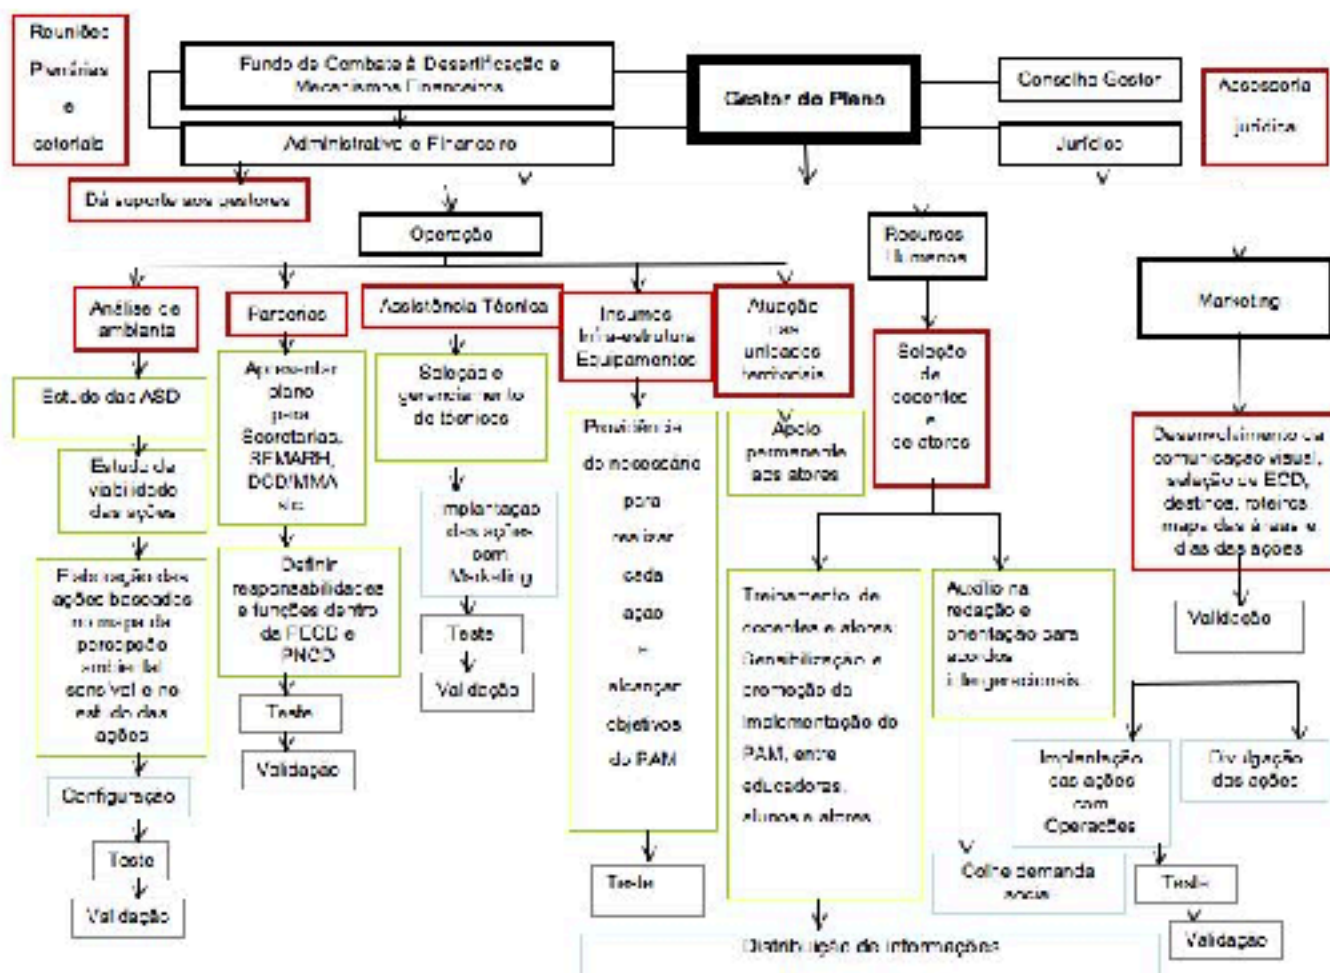 Reuniões
Plenárias
e
setoriais
Fundo de Combate à Desertificação e
Mecanismos Financeiros
Gestor do Plano
Conselho Gestor
Assessoria
jurídica
Administrativo e Financeiro
Jurídico
Dá suporte aos gestores
Operação
Recursos
Humanos
Marketing
Análise de
ambiente
Parcerias
Assistência Técnica
Insumos
Infra-estrutura
Equipamentos
Atuação
nas
unidades
territoriais
Seleção
de
docentes
e
de atores
Estudo das ASD
Apresentar
plano
para
Secretarias,
SEMARH,
DCD/MMA
etc
Seleção e
gerenciamento
de técnicos
Providência
do necessário
para
realizar
cada
ação
e
alcançar
objetivos
do PAM
Apoio
permanente
aos atores
Desenvolvimento da
comunicação visual,
seleção de ECD,
destinos, roteiros,
mapa das áreas e
dias das ações
Estudo de
viabilidade
das ações
Implantação
das ações
com
Marketing
Elaboração das
ações baseados
no mapa da
percepção
ambiental
sensível e no
estudo das
ações
Definir
responsabilidades
e funções dentro
da PECD e
PNCD
Treinamento de
docentes e atores;
Sensibilização e
promoção da
implementação do
PAM, entre
educadores,
alunos e atores
Auxílio na
redação e
orientação para
acordos
intergeracionais.
Validação
Teste
Validação
Teste
Validação
Implantação
das ações
com
Operações
Divulgação
das ações
Configuração
Teste
Validação
Teste
Colhe demanda
social
Teste
Validação
Distribuição de informações